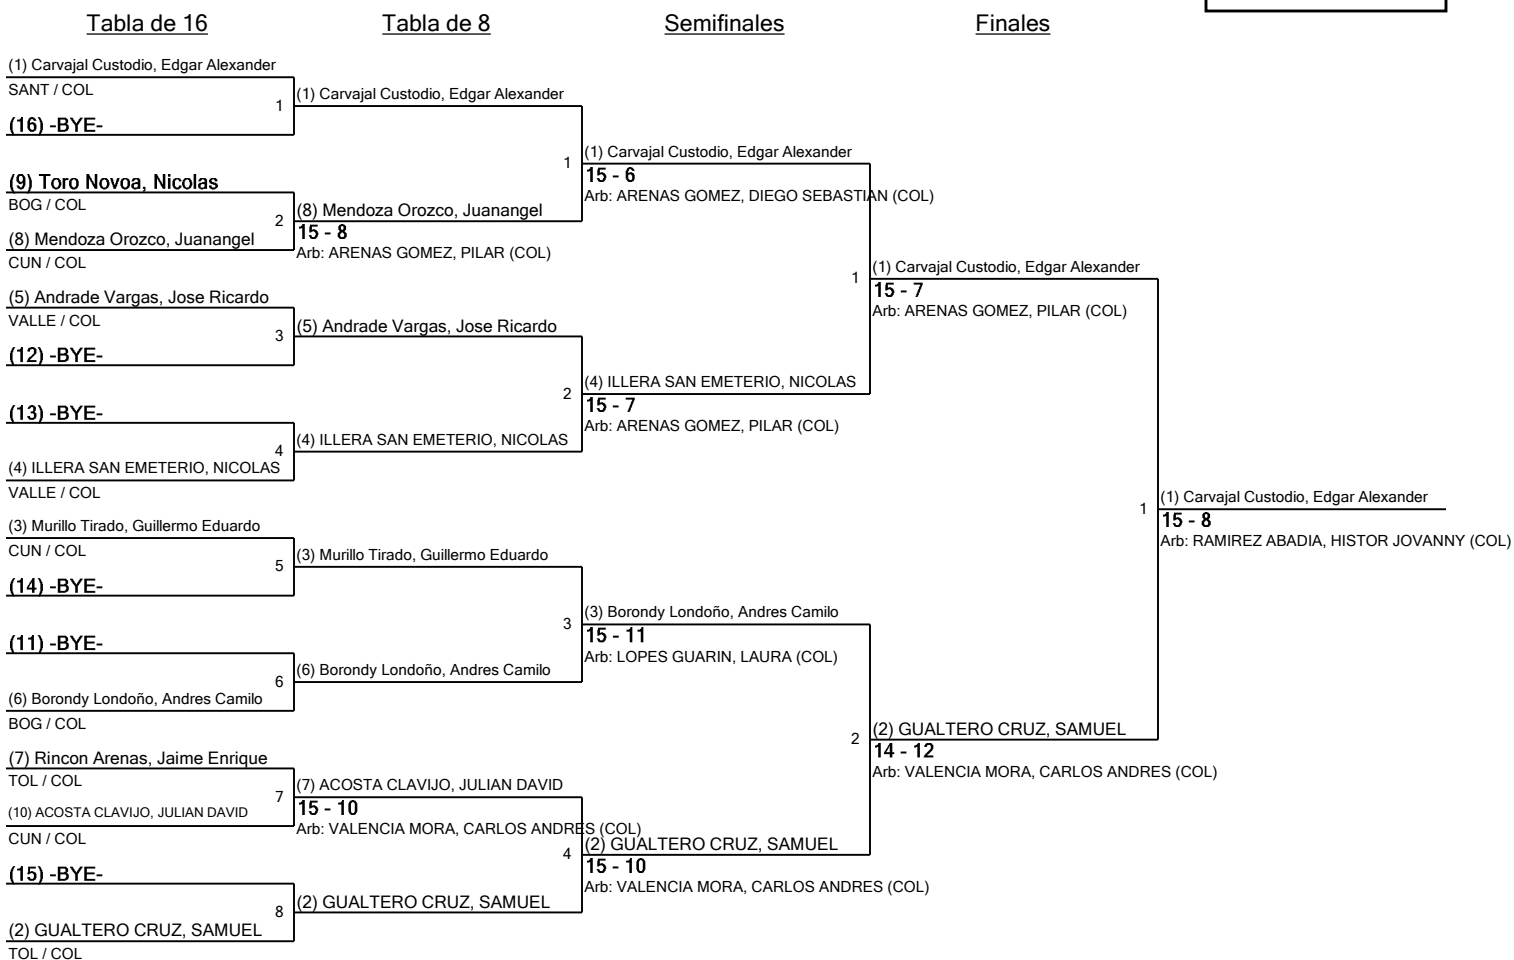 Tabla de 16
Tabla de 8
Semifinales
Finales
(1) Carvajal Custodio, Edgar Alexander
SANT / COL
1
(16) -BYE-
(9) Toro Novoa, Nicolas
BOG / COL
2
(8) Mendoza Orozco, Juanangel
CUN / COL
(5) Andrade Vargas, Jose Ricardo
VALLE / COL
3
(12) -BYE-
(13) -BYE-
4
(4) ILLERA SAN EMETERIO, NICOLAS
VALLE / COL
(3) Murillo Tirado, Guillermo Eduardo
CUN / COL
5
(14) -BYE-
(11) -BYE-
6
(6) Borondy Londoño, Andres Camilo
BOG / COL
(7) Rincon Arenas, Jaime Enrique
TOL / COL
7
(10) ACOSTA CLAVIJO, JULIAN DAVID
CUN / COL
(15) -BYE-
8
(2) GUALTERO CRUZ, SAMUEL
TOL / COL
(1) Carvajal Custodio, Edgar Alexander
1
(8) Mendoza Orozco, Juanangel
15 - 8
Arb: ARENAS GOMEZ, PILAR (COL)
(5) Andrade Vargas, Jose Ricardo
2
(4) ILLERA SAN EMETERIO, NICOLAS
(3) Murillo Tirado, Guillermo Eduardo
3
(6) Borondy Londoño, Andres Camilo
(7) ACOSTA CLAVIJO, JULIAN DAVID
15 - 10
Arb: VALENCIA MORA, CARLOS ANDRES (COL)
4
(2) GUALTERO CRUZ, SAMUEL
(1) Carvajal Custodio, Edgar Alexander
15 - 6
Arb: ARENAS GOMEZ, DIEGO SEBASTIAN (COL)
1
(4) ILLERA SAN EMETERIO, NICOLAS
15 - 7
Arb: ARENAS GOMEZ, PILAR (COL)
(3) Borondy Londoño, Andres Camilo
15 - 11
Arb: LOPES GUARIN, LAURA (COL)
2
(2) GUALTERO CRUZ, SAMUEL
15 - 10
Arb: VALENCIA MORA, CARLOS ANDRES (COL)
(1) Carvajal Custodio, Edgar Alexander
15 - 7
Arb: ARENAS GOMEZ, PILAR (COL)
1
(2) GUALTERO CRUZ, SAMUEL
14 - 12
Arb: VALENCIA MORA, CARLOS ANDRES (COL)
(1) Carvajal Custodio, Edgar Alexander
15 - 8
Arb: RAMIREZ ABADIA, HISTOR JOVANNY (COL)